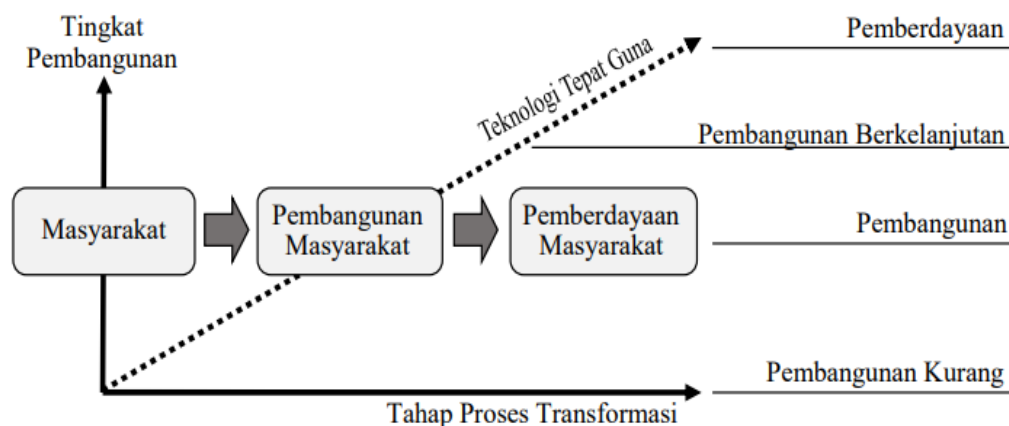 Tingkat
Pembangunan
Pemberdayaan
Teknologi Tepat Guna
Pembangunan Berkelanjutan
Masyarakat
Pembangunan
Masyarakat
Pemberdayaan
Masyarakat
Pembangunan
Pembangunan Kurang
Tahap Proses Transformasi